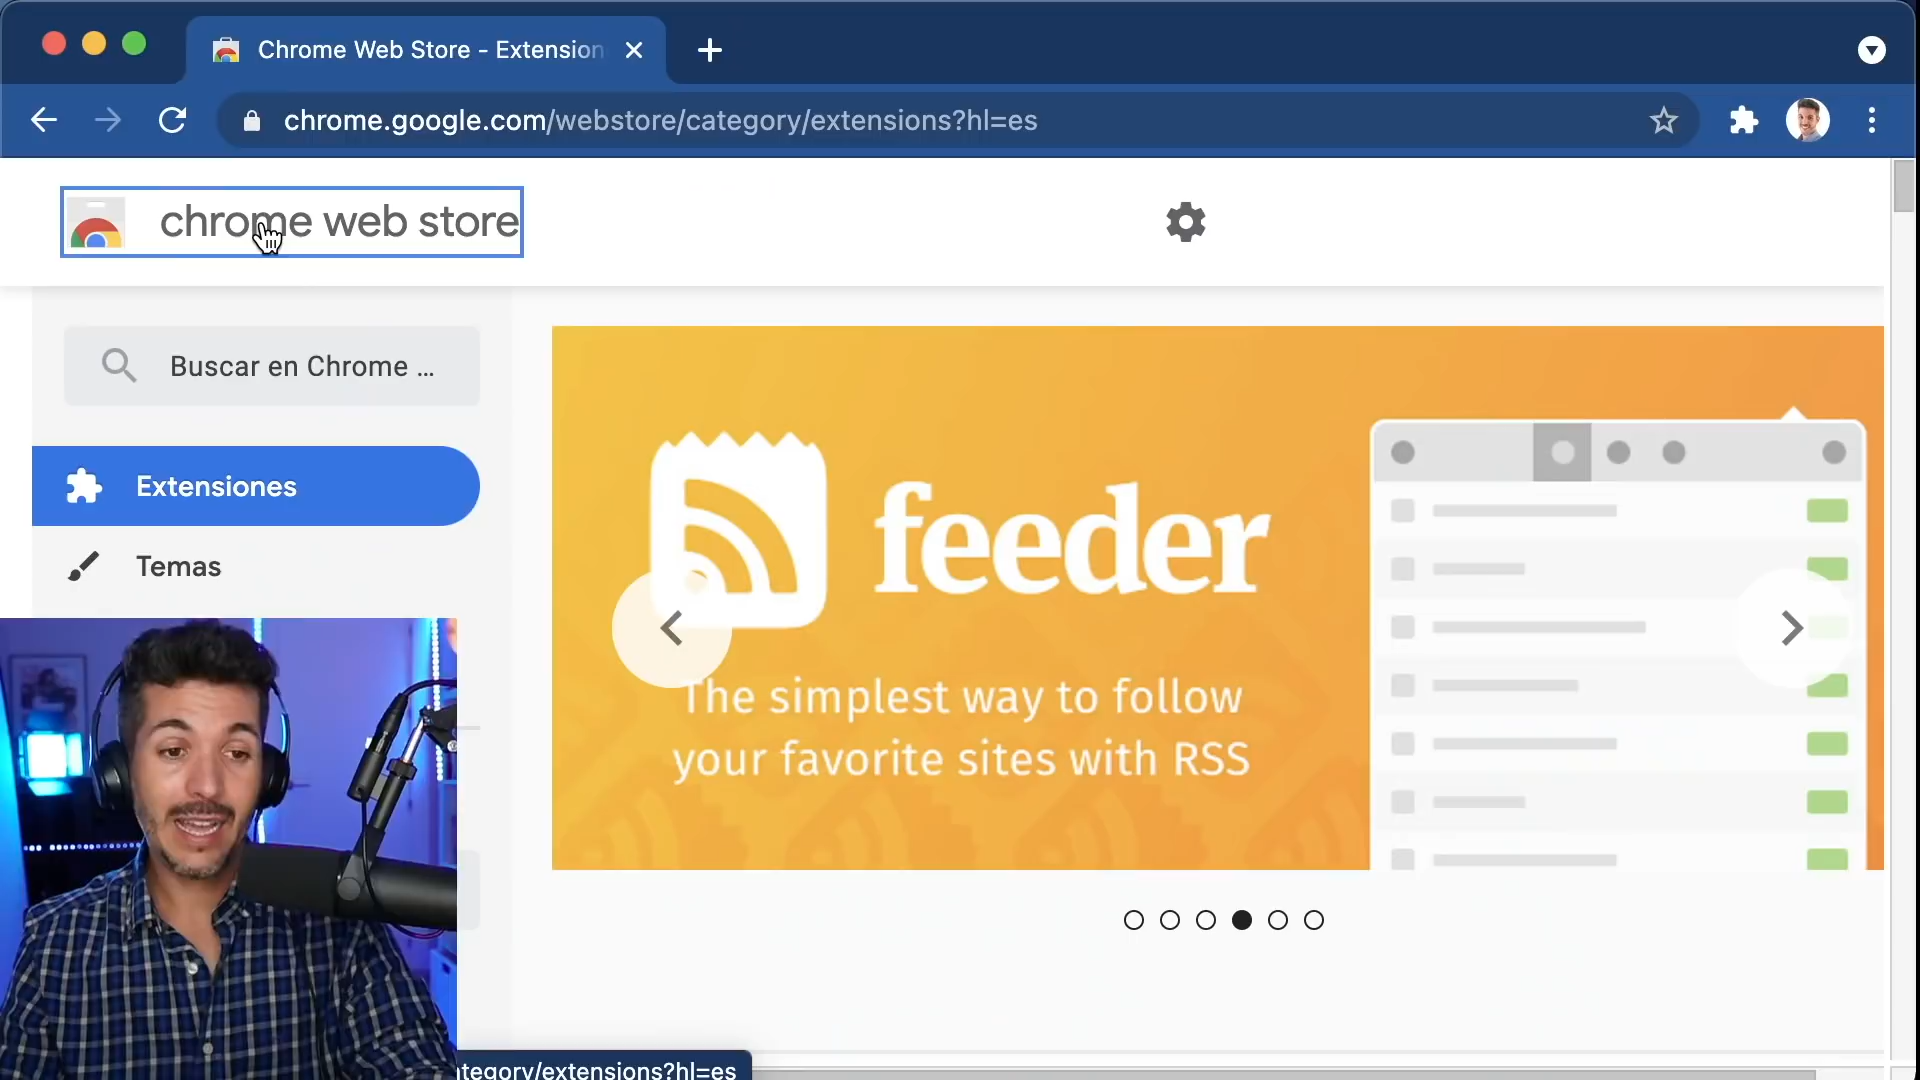 Chrome Web Store - Extension
chrome.google.com/webstore/category/extensions?hl=es
chrome web store
Buscar en Chrome ...
Extensiones
Temas
feeder
The simplest way to follow
your favorite sites with RSS
ategory/extensions?hl=es